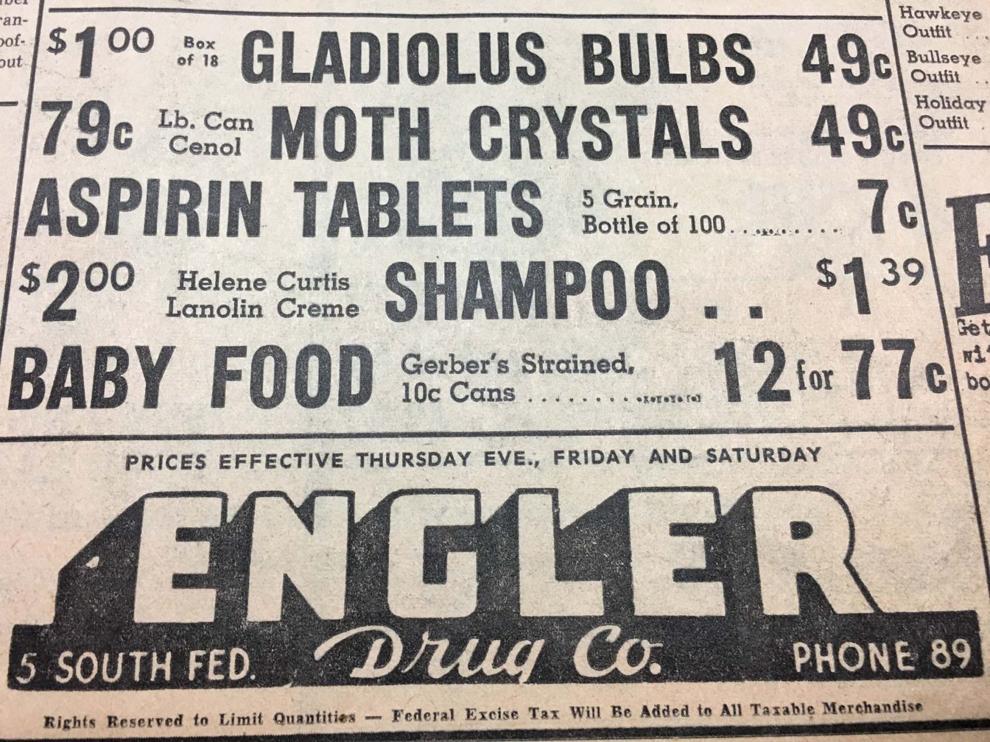 $1.00 Box of 18 GLADIOLUS BULBS 49c
79c Lb. Can Cenol MOTH CRYSTALS 49c
ASPIRIN TABLETS 5 Grain, Bottle of 100 7c
$2.00 Helene Curtis Lanolin Creme SHAMPOO . . $1.39
BABY FOOD Gerber's Strained, 10c Cans 12 for 77c
PRICES EFFECTIVE THURSDAY EVE., FRIDAY AND SATURDAY
ENGLER
5 SOUTH FED. Drug Co. PHONE 89
Rights Reserved to Limit Quantities — Federal Excise Tax Will Be Added to All Taxable Merchandise
Hawkeye
Outfit
Bullseye
Outfit
Holiday
Outfit